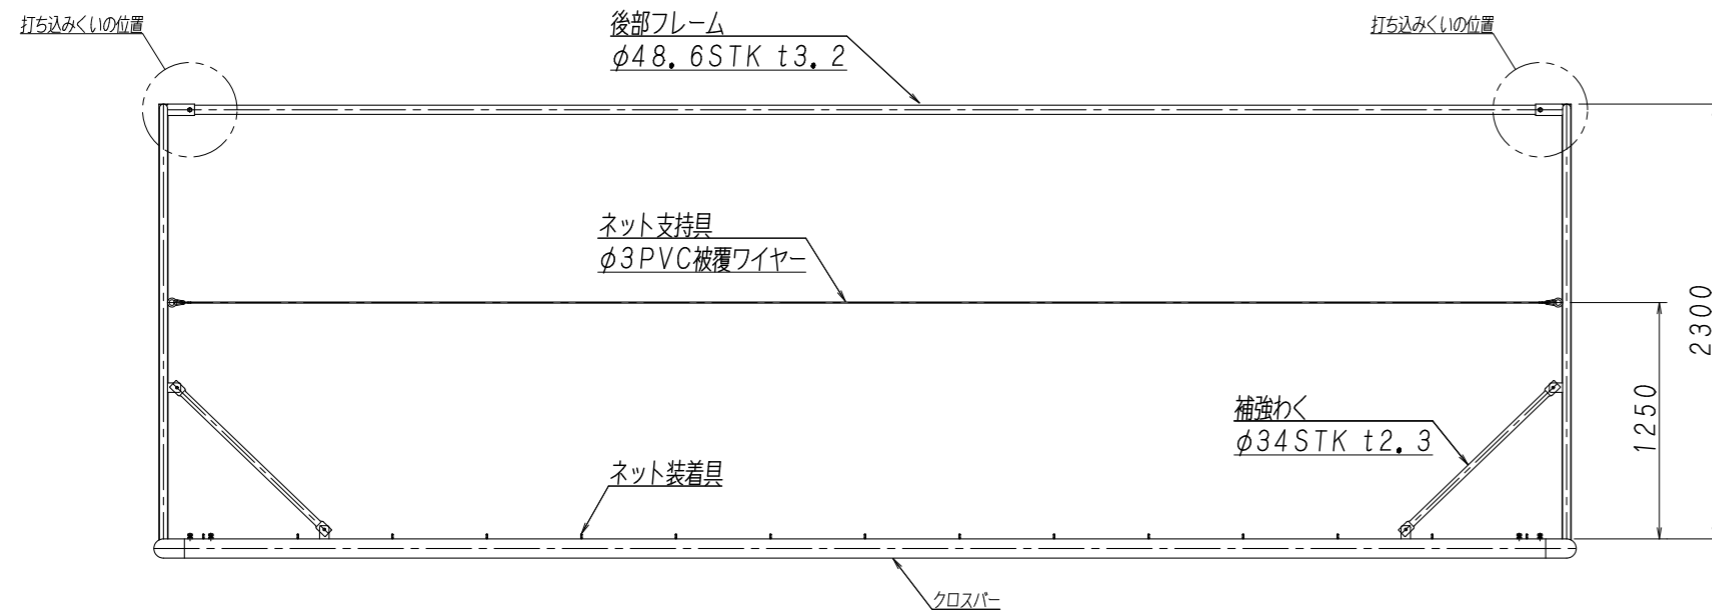 打ち込みくいの位置
後部フレーム
φ48.6STK t3.2
打ち込みくいの位置
ネット支持具
φ3PVC被覆ワイヤー
2300
補強わく
φ34STK t2.3
1250
ネット装着具
クロスバー